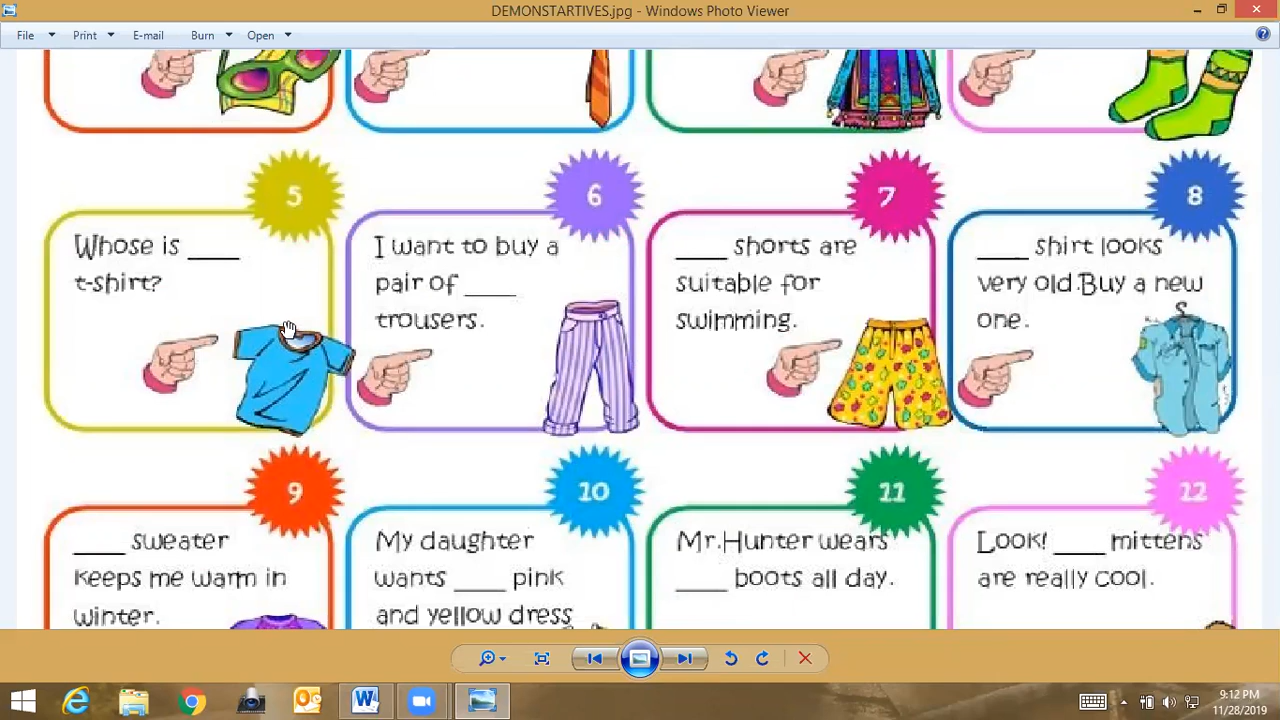 DEMONSTARTIVES.jpg - Windows Photo Viewer
File Print E-mail Burn Open
5 6 7 8
Whose is ____
t-shirt?
I want to buy a
pair of ____
trousers.
____ shorts are
suitable for
swimming.
____ shirt looks
very old.Buy a new
one.
9 10 11 12
____ sweater
keeps me warm in
winter.
My daughter
wants ____ pink
and yellow dress
Mr.Hunter wears
____ boots all day.
Look! ____ mittens
are really cool.
9:12 PM
11/28/2019